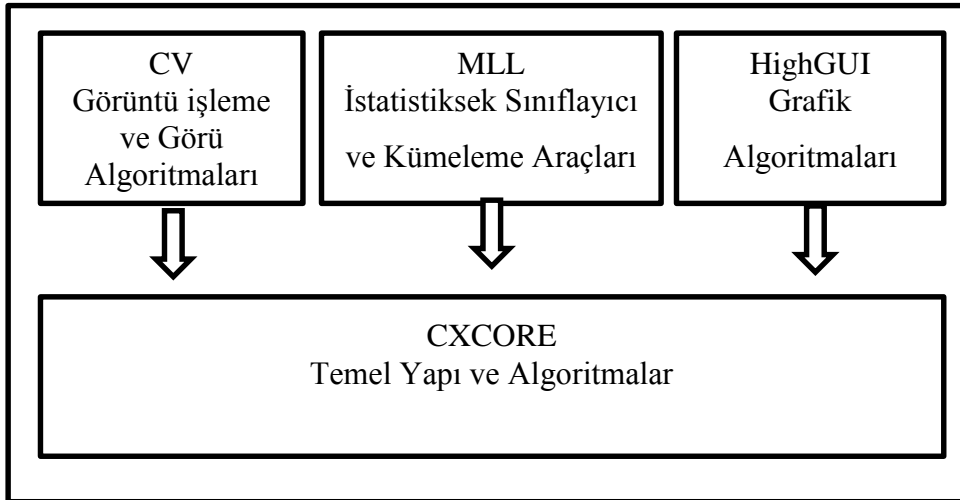 CV
Görüntü işleme
ve Görü
Algoritmaları
MLL
İstatistiksek Sınıflayıcı
ve Kümeleme Araçları
HighGUI
Grafik
Algoritmaları
CXCORE
Temel Yapı ve Algoritmalar